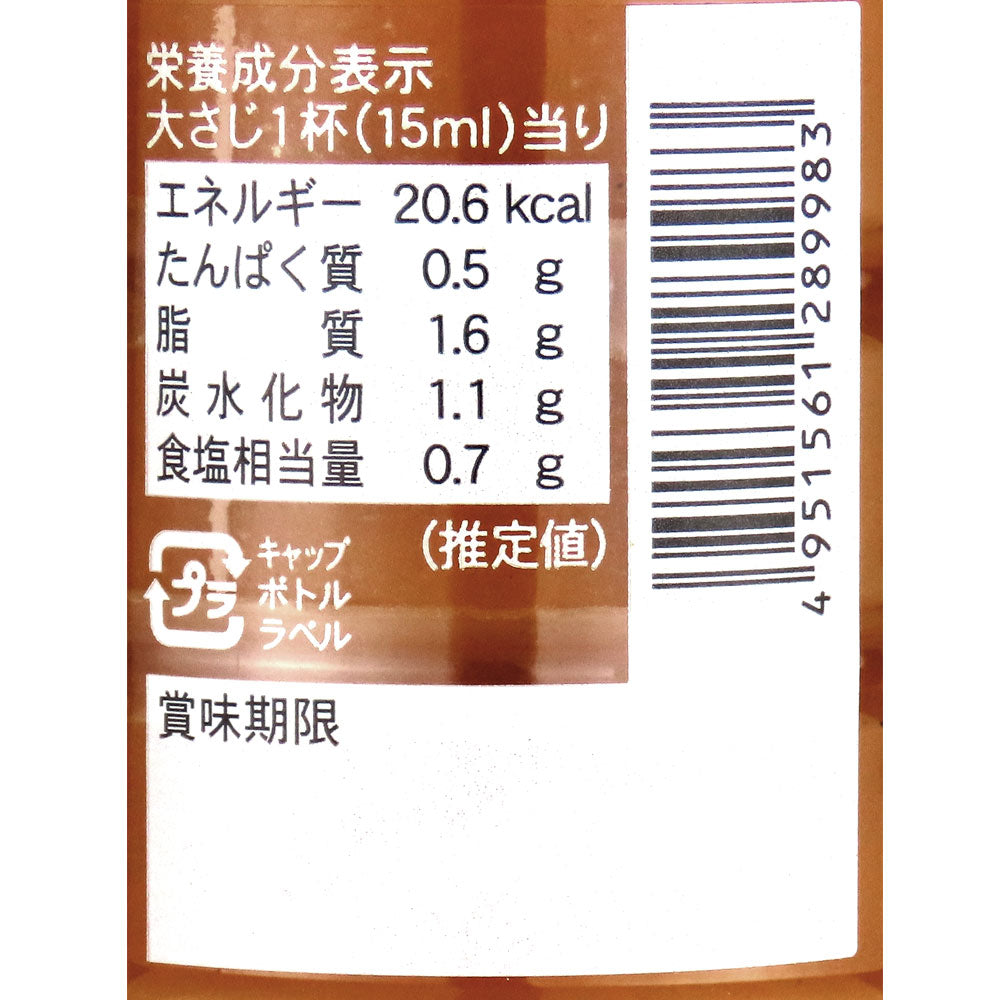 栄養成分表示
大さじ1杯(15ml)当り
エネルギー 20.6 kcal
たんぱく質 0.5 g
脂質 1.6 g
炭水化物 1.1 g
食塩相当量 0.7 g
(推定値)
プラ
キャップ
ボトル
ラベル
賞味期限
4951561289983